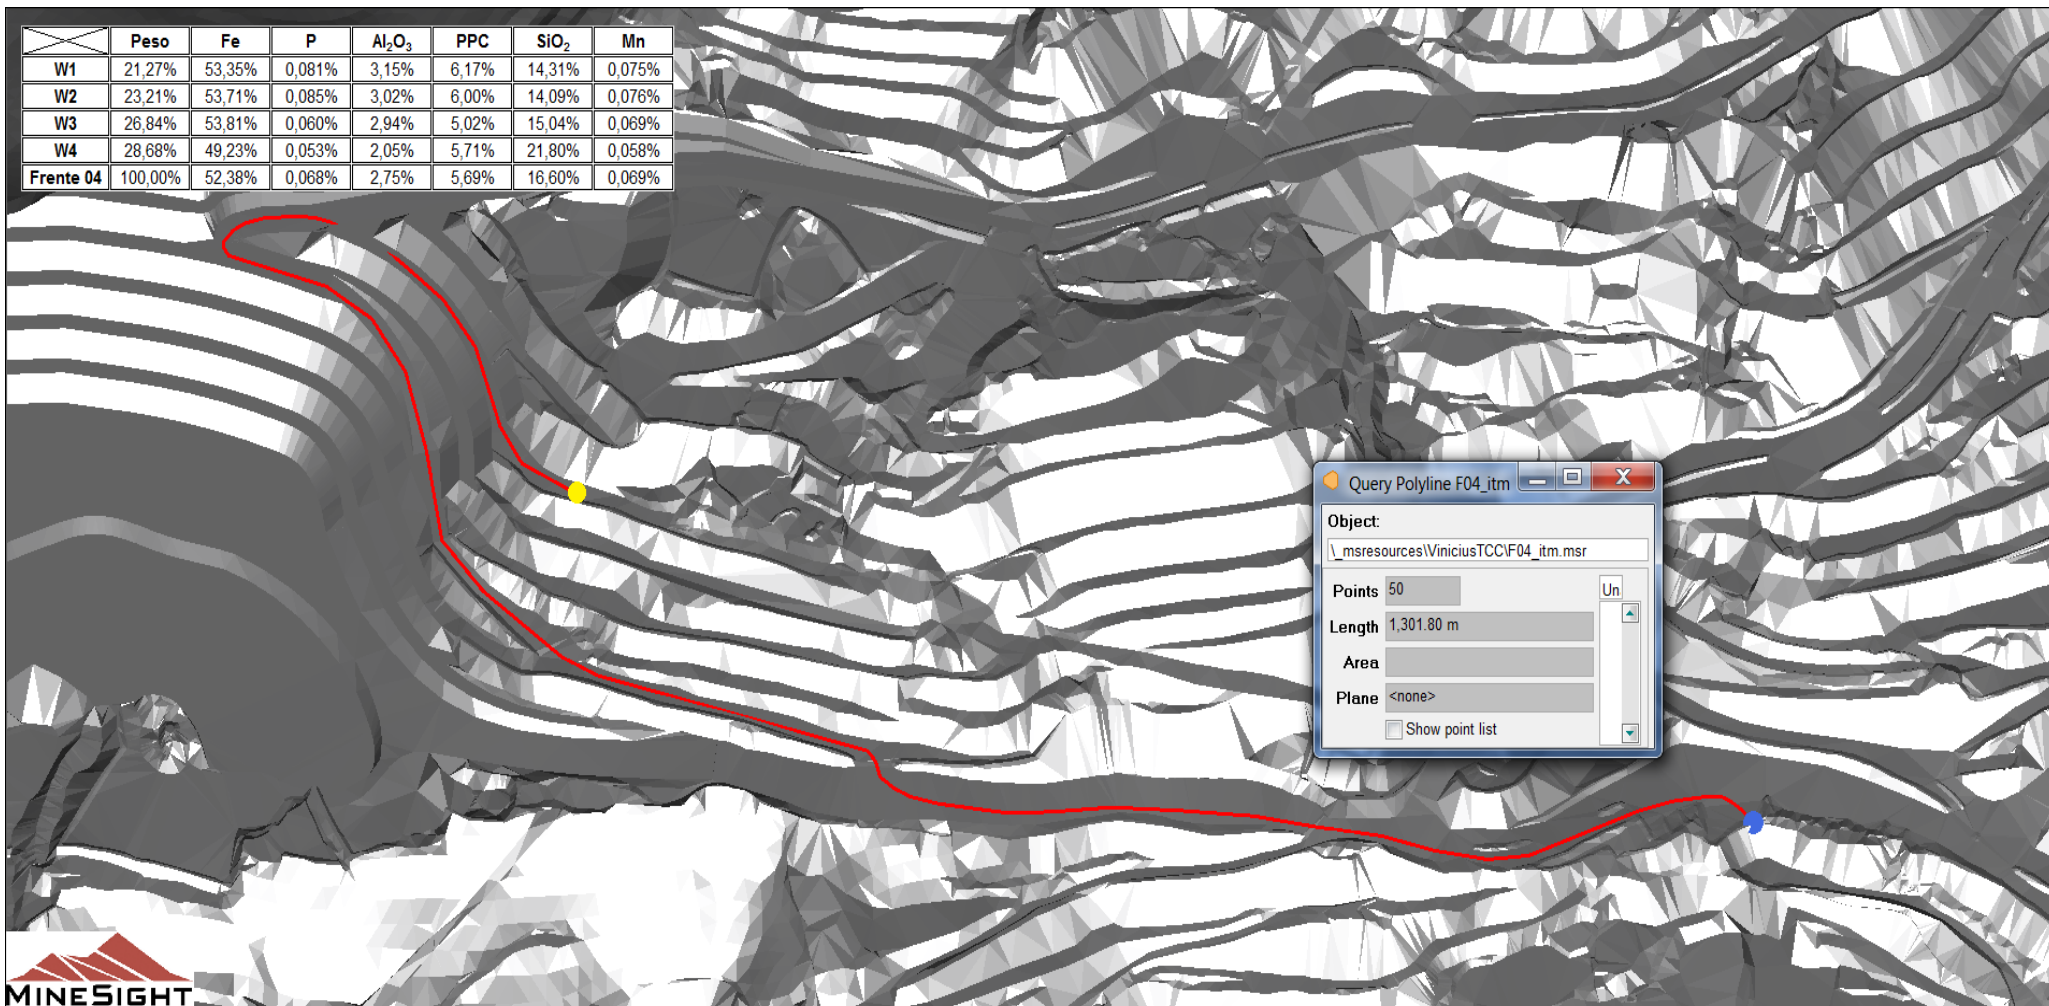 Peso Fe P Al₂O₃ PPC SiO₂ Mn
W1 21,27% 53,35% 0,081% 3,15% 6,17% 14,31% 0,075%
W2 23,21% 53,71% 0,085% 3,02% 6,00% 14,09% 0,076%
W3 26,84% 53,81% 0,060% 2,94% 5,02% 15,04% 0,069%
W4 28,68% 49,23% 0,053% 2,05% 5,71% 21,80% 0,058%
Frente 04 100,00% 52,38% 0,068% 2,75% 5,69% 16,60% 0,069%
Query Polyline F04_itm
Object:
\_msresources\ViniciusTCC\F04_itm.msr
Points 50 Un
Length 1,301.80 m
Area
Plane <none>
Show point list
MINESIGHT